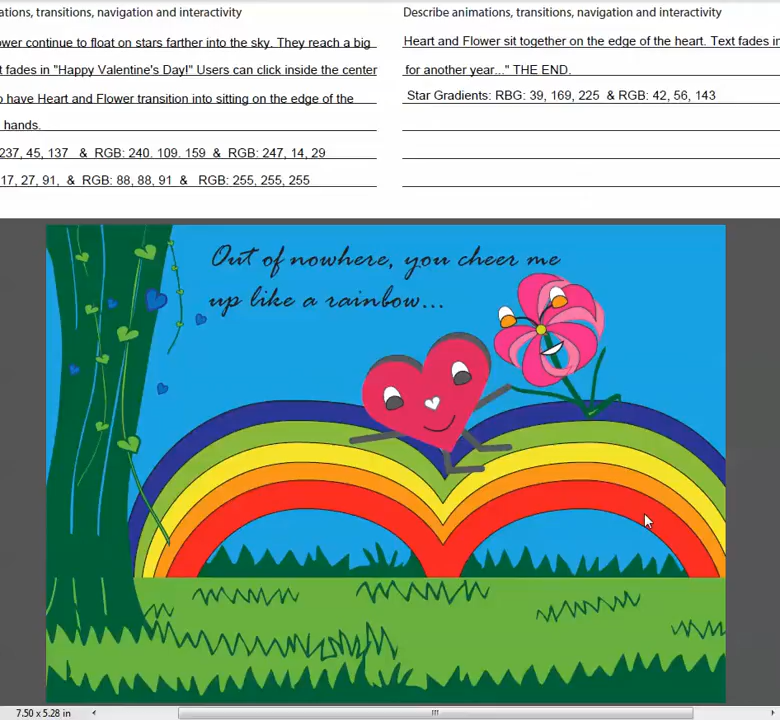 ations, transitions, navigation and interactivity
ower continue to float on stars farther into the sky. They reach a big
t fades in "Happy Valentine's Day!" Users can click inside the center
o have Heart and Flower transition into sitting on the edge of the
hands.
237, 45, 137 & RGB: 240. 109. 159 & RGB: 247, 14, 29
17, 27, 91, & RGB: 88, 88, 91 & RGB: 255, 255, 255
Describe animations, transitions, navigation and interactivity
Heart and Flower sit together on the edge of the heart. Text fades in
for another year..." THE END.
Star Gradients: RBG: 39, 169, 225 & RGB: 42, 56, 143
Out of nowhere, you cheer me
up like a rainbow...
7.50 x 5.28 in